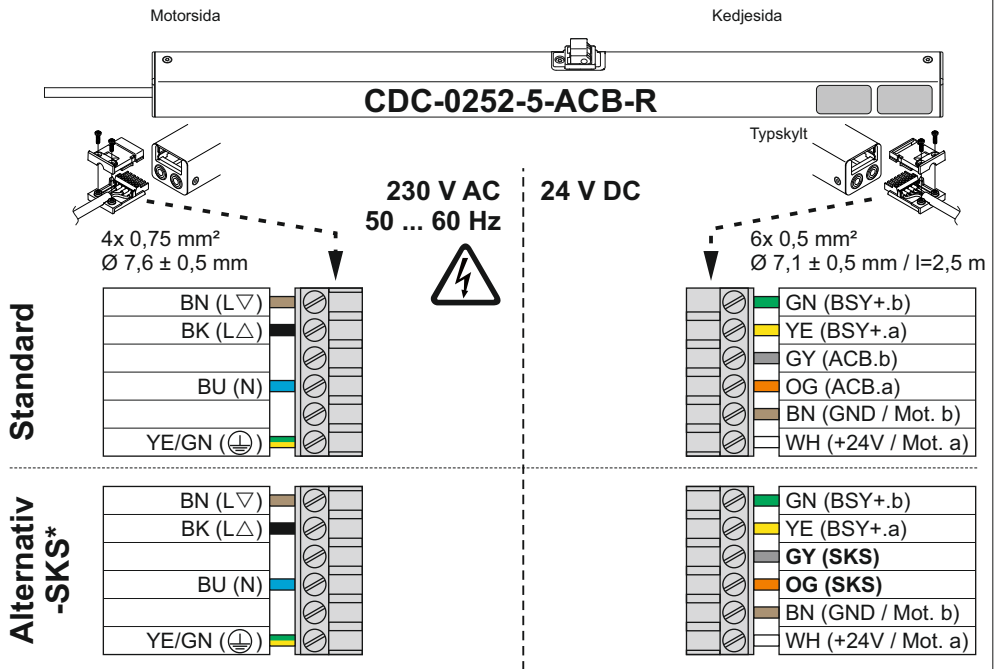 Motorsida
Kedjesida
CDC-0252-5-ACB-R
Typskylt
230 V AC
50 ... 60 Hz
24 V DC
4x 0,75 mm²
Ø 7,6 ± 0,5 mm
6x 0,5 mm²
Ø 7,1 ± 0,5 mm / l=2,5 m
Standard
BN (L▽)
BK (L△)
BU (N)
YE/GN (⏚)
GN (BSY+.b)
YE (BSY+.a)
GY (ACB.b)
OG (ACB.a)
BN (GND / Mot. b)
WH (+24V / Mot. a)
Alternativ
-SKS*
BN (L▽)
BK (L△)
BU (N)
YE/GN (⏚)
GN (BSY+.b)
YE (BSY+.a)
GY (SKS)
OG (SKS)
BN (GND / Mot. b)
WH (+24V / Mot. a)